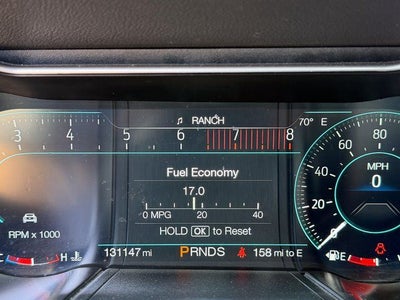 ♫ RANCH
70° E
3 4 5 6 7 8
Fuel Economy
17.0
0 MPG 20 40
HOLD OK to Reset
RPM x 1000
C H
131147 mi
PRNDS
158 mi to E
0 20 40 60 80
MPH
0
E